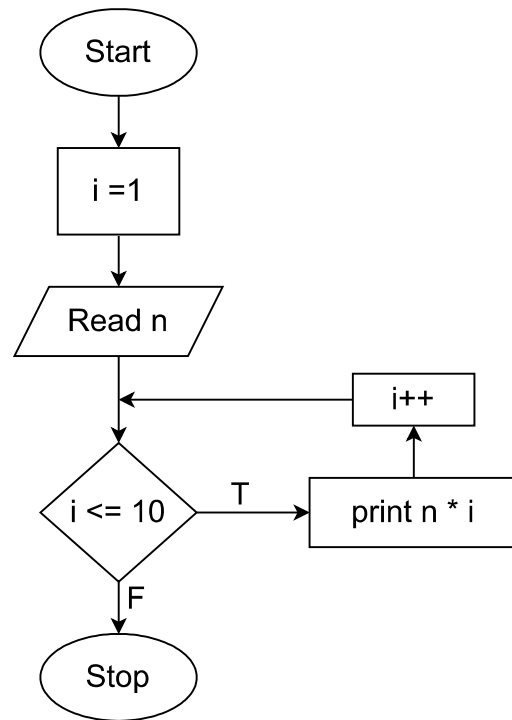 Start
i =1
Read n
i++
i <= 10
T
print n * i
F
Stop